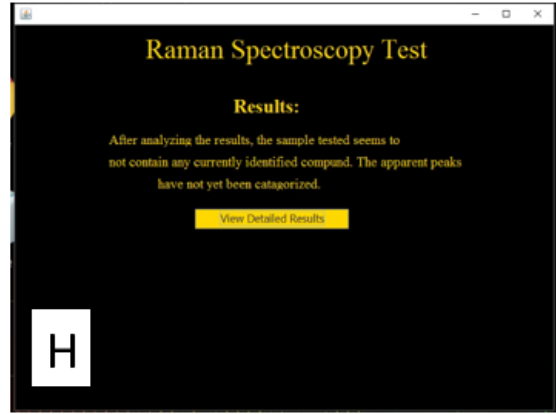 Raman Spectroscopy Test
Results:
After analyzing the results, the sample tested seems to
not contain any currently identified compund. The apparent peaks
have not yet been catagorized.
View Detailed Results
H